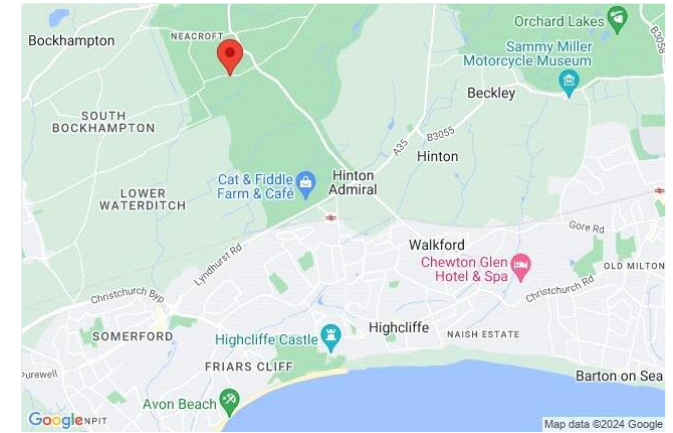 Orchard Lakes
B3058
Bockhampton
NEACROFT
Sammy Miller
Motorcycle Museum
Beckley
SOUTH
BOCKHAMPTON
A35
B3055
Hinton
Cat & Fiddle
Farm & Café
Hinton
Admiral
LOWER
WATERDITCH
Gore Rd
Lyndhurst Rd
Walkford
Chewton Glen
Hotel & Spa
OLD MILTON
Christchurch Rd
Christchurch Byp
SOMERFORD
Highcliffe Castle
Highcliffe
NAISH ESTATE
FRIARS CLIFF
urewell
Barton on Sea
Avon Beach
Google
NPIT
Map data ©2024 Google